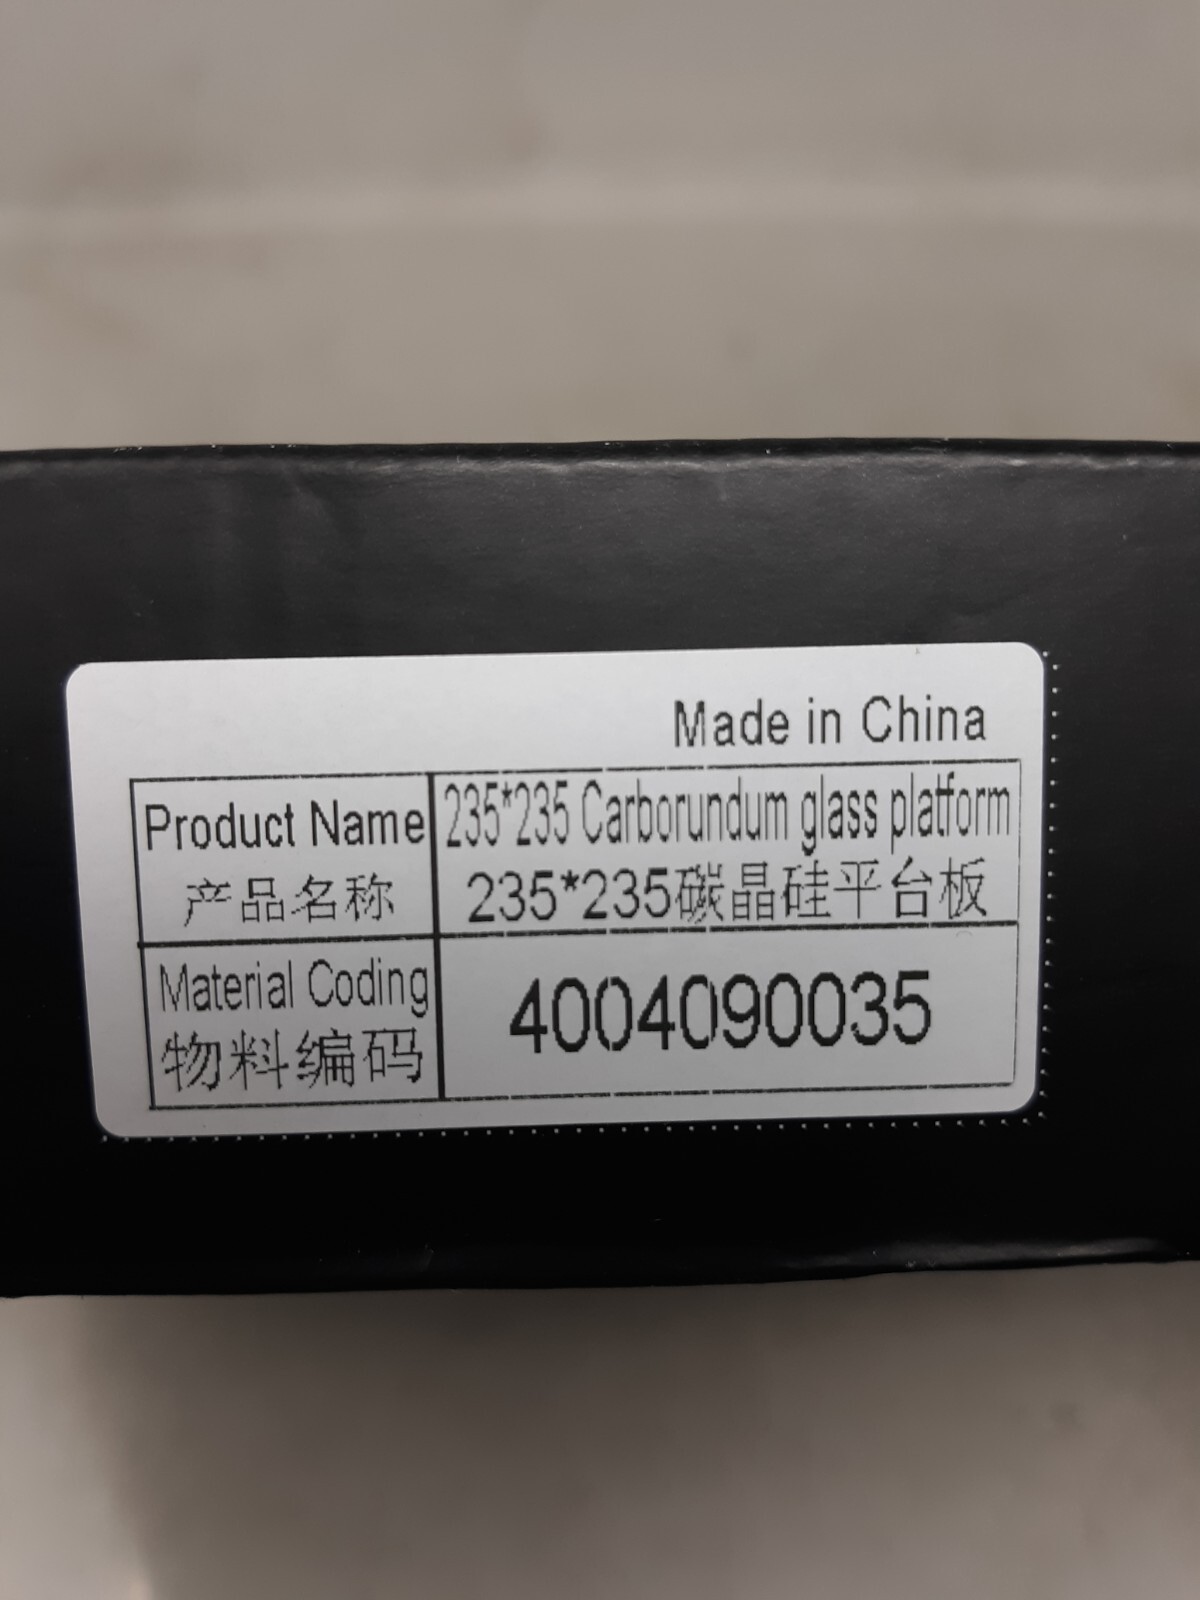 Made in China
Product Name
产品名称
235*235 Carborundum glass platform
235*235碳晶硅平台板
Material Coding
物料编码
4004090035